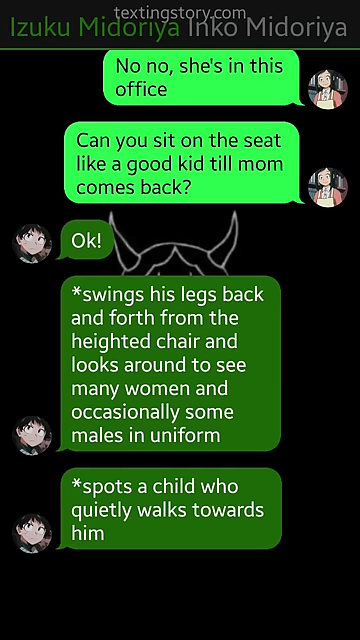 textingstory.com
Izuku Midoriya Inko Midoriya
No no, she's in this
office
Can you sit on the seat
like a good kid till mom
comes back?
Ok!
*swings his legs back
and forth from the
heighted chair and
looks around to see
many women and
occasionally some
males in uniform
*spots a child who
quietly walks towards
him